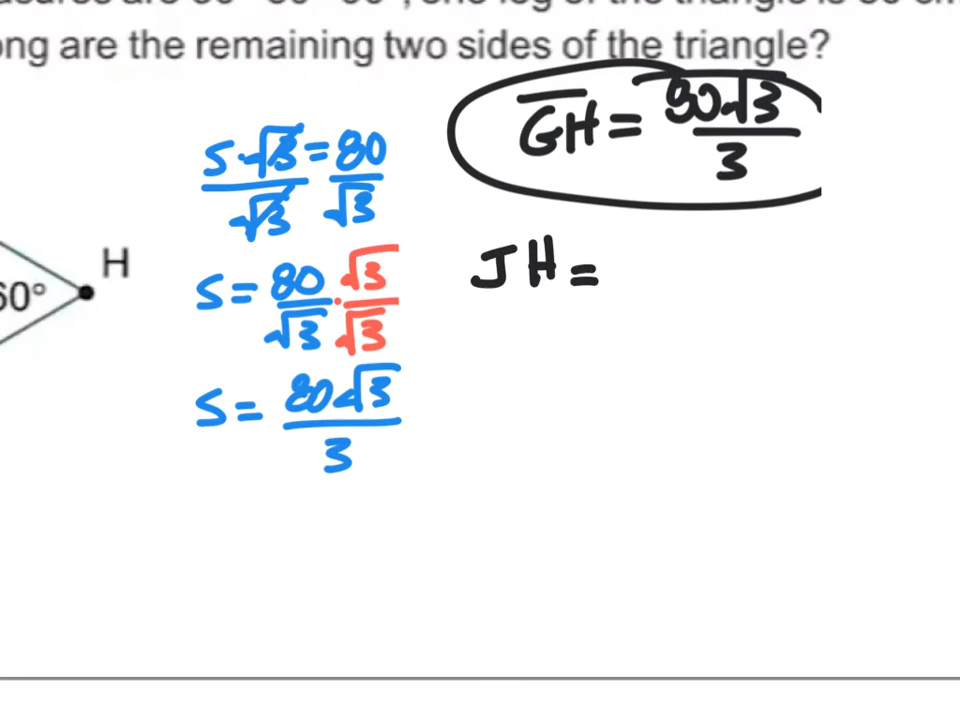 ong are the remaining two sides of the triangle?
S·√3 = 80
√3 √3
S = 80 · √3
√3 √3
S = 80√3
3
GH = 80√3
3
JH =
H
60°